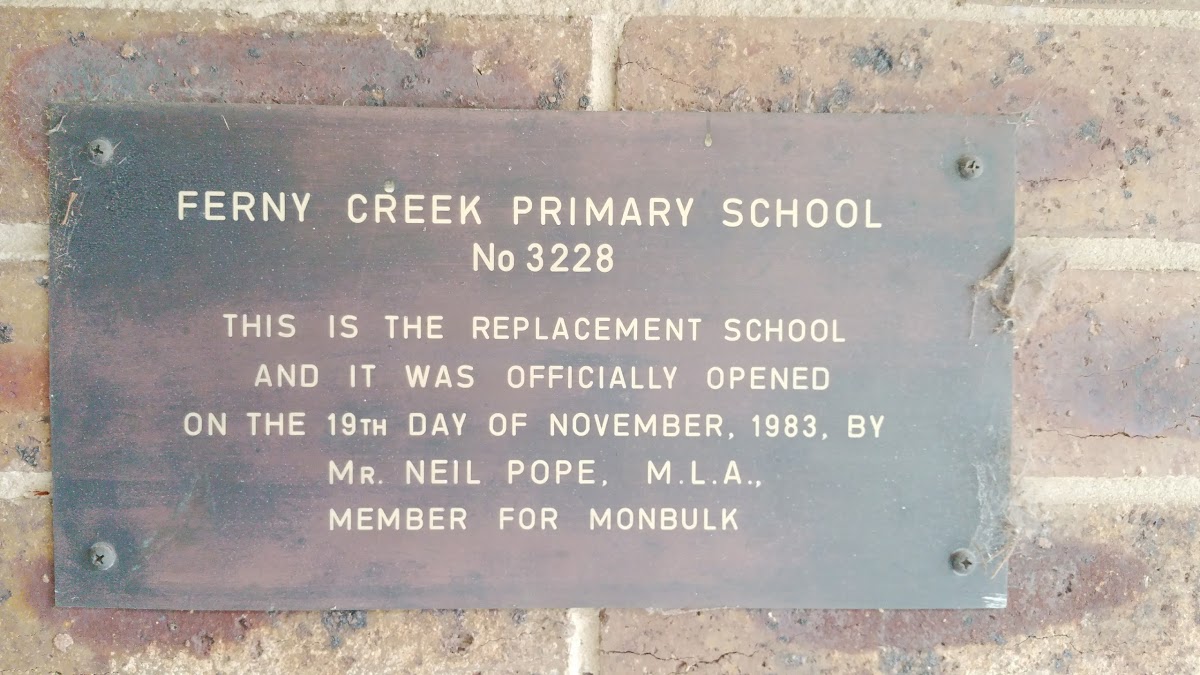 FERNY CREEK PRIMARY SCHOOL
No 3228
THIS IS THE REPLACEMENT SCHOOL
AND IT WAS OFFICIALLY OPENED
ON THE 19TH DAY OF NOVEMBER, 1983, BY
MR. NEIL POPE, M.L.A.,
MEMBER FOR MONBULK